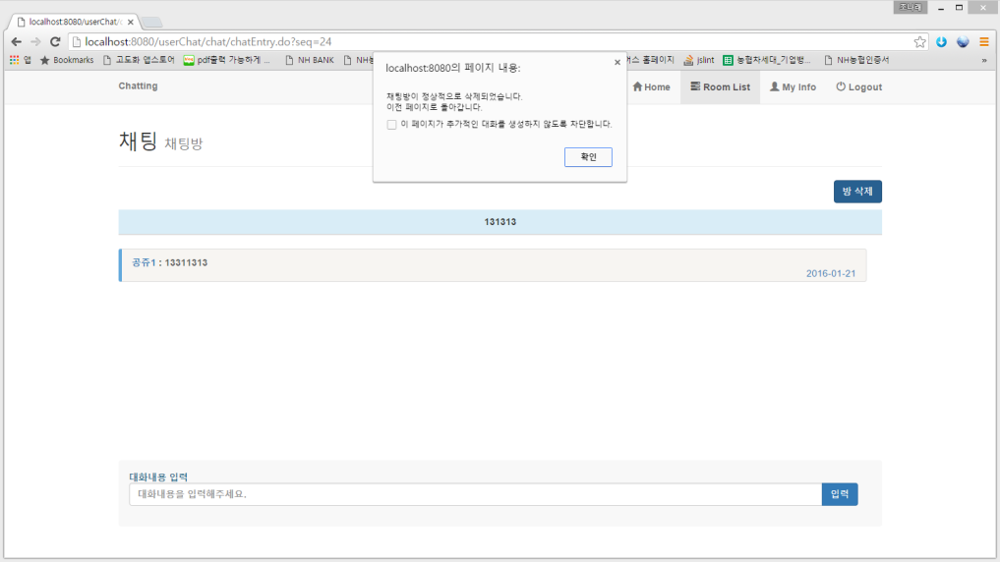 조나래
localhost:8080/userChat/c
localhost:8080/userChat/chat/chatEntry.do?seq=24
앱 Bookmarks 고도화 앱스토어 pdf출력 가능하게 ... NH BANK 스 홈페이지 jslint 농협차세대_기업뱅... NH농협인증서 »
localhost:8080의 페이지 내용:
채팅방이 정상적으로 삭제되었습니다.
이전 페이지로 돌아갑니다.
이 페이지가 추가적인 대화를 생성하지 않도록 차단합니다.
확인
Chatting Home Room List My Info Logout
채팅 채팅방
방 삭제
131313
공쥬1 : 13311313
2016-01-21
대화내용 입력
대화내용을 입력해주세요.
입력